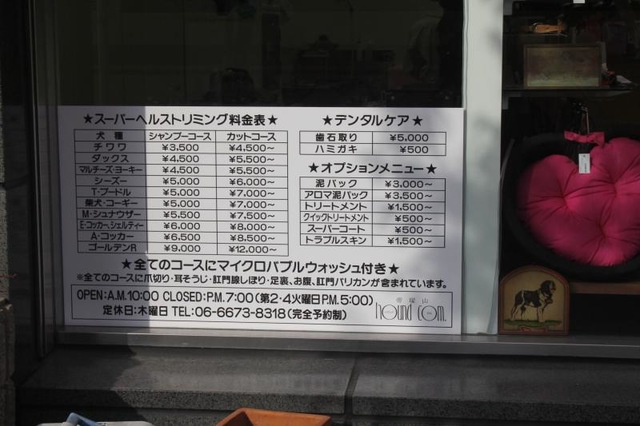 ★スーパーヘルストリミング料金表★
犬種 シャンプーコース カットコース
チワワ ¥3,500 ¥4,500〜
ダックス ¥4,500 ¥5,500〜
マルチーズ・ヨーキー ¥4,500 ¥5,500〜
シーズー ¥5,000 ¥6,000〜
T・プードル ¥5,000 ¥7,000〜
柴犬・コーギー ¥5,000 ¥7,000〜
M・シュナウザー ¥5,500 ¥7,500〜
E・コッカー、シェルティー ¥6,000 ¥8,000〜
A・コッカー ¥6,500 ¥8,500〜
ゴールデンR ¥9,000 ¥12,000〜
★デンタルケア★
歯石取り ¥5,000
ハミガキ ¥500
★オプションメニュー★
泥パック ¥3,000〜
アロマ泥パック ¥3,500〜
トリートメント ¥1,500〜
クイックトリートメント ¥500〜
スーパーコート ¥500〜
トラブルスキン ¥1,500〜
★全てのコースにマイクロバブルウォッシュ付き★
※全てのコースに爪切り・耳そうじ・肛門腺しぼり・足裏、お腹、肛門バリカンが含まれています。
OPEN:A.M.10:00 CLOSED:P.M.7:00(第2・4火曜日P.M.5:00)
定休日:木曜日 TEL:06-6673-8318(完全予約制)
帝塚山
hound com.